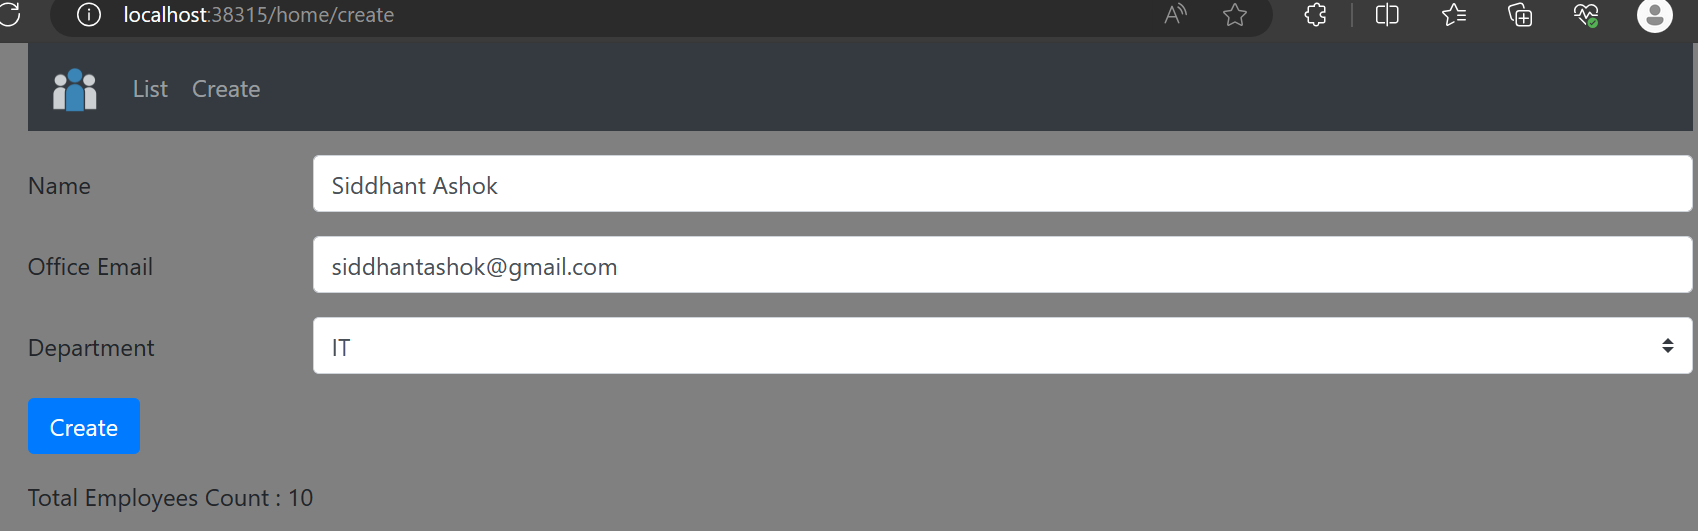 localhost:38315/home/create
List Create
Name Siddhant Ashok
Office Email siddhantashok@gmail.com
Department IT
Create
Total Employees Count : 10